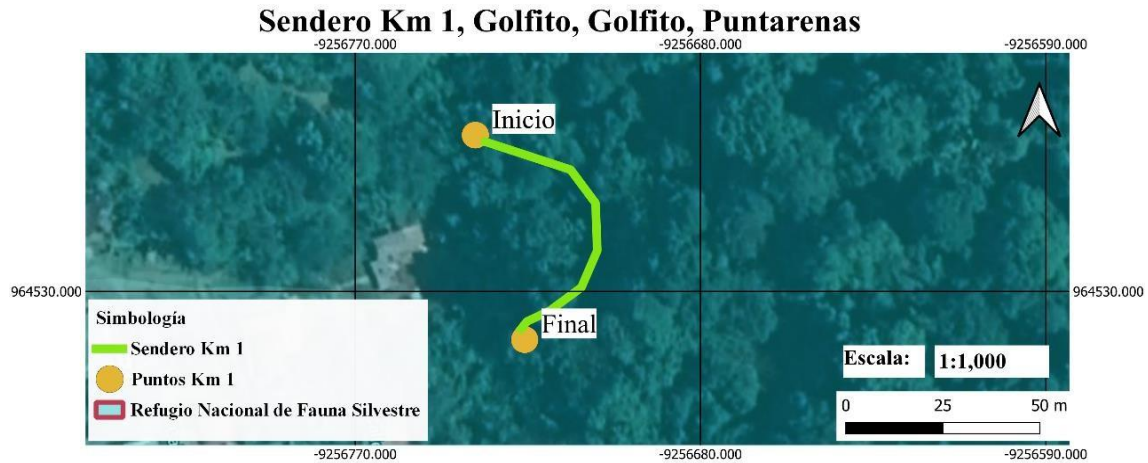 Sendero Km 1, Golfito, Golfito, Puntarenas
-9256770.000 -9256680.000 -9256590.000
Inicio
964530.000 964530.000
Final
Simbología
Sendero Km 1
Puntos Km 1
Refugio Nacional de Fauna Silvestre
Escala: 1:1,000
0 25 50 m
-9256770.000 -9256680.000 -9256590.000